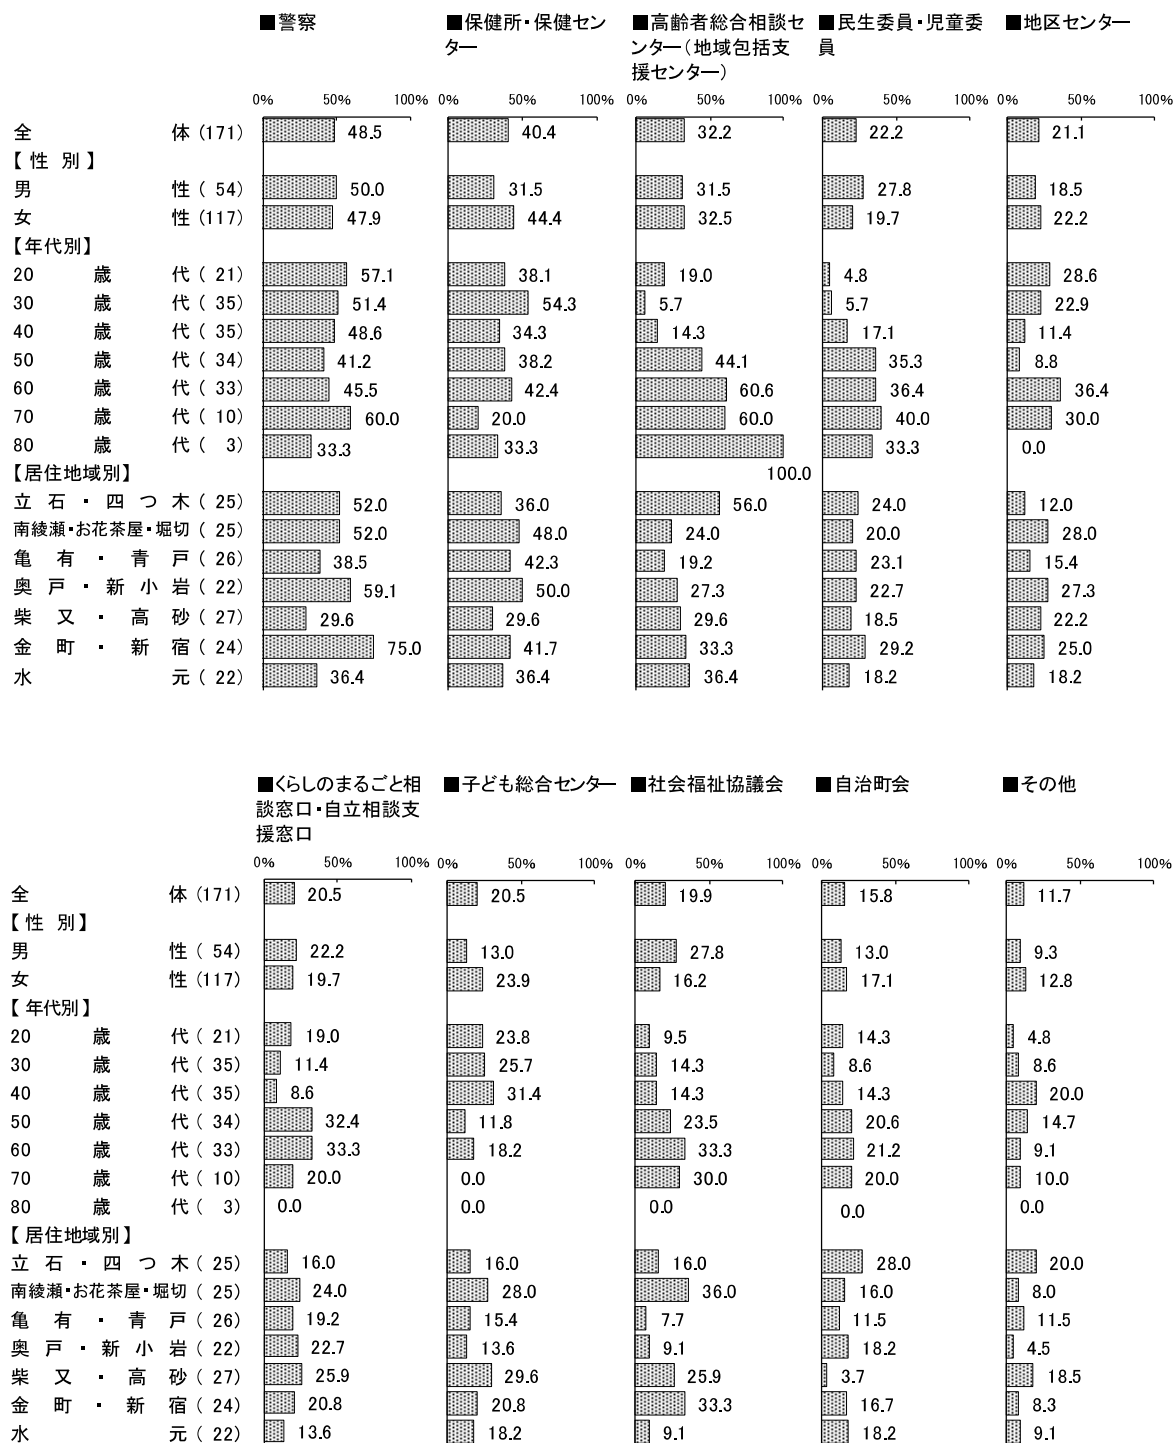 ■警察 ■保健所・保健セン ■高齢者総合相談セ ■民生委員・児童委 ■地区センター
ター ンター（地域包括支 員
援センター）
0% 50% 100% 0% 50% 100% 0% 50% 100% 0% 50% 100% 0% 50% 100%
全 体 (171) 48.5 40.4 32.2 22.2 21.1
【 性 別 】
男 性 ( 54) 50.0 31.5 31.5 27.8 18.5
女 性 (117) 47.9 44.4 32.5 19.7 22.2
【年代別】
20 歳 代 ( 21) 57.1 38.1 19.0 4.8 28.6
30 歳 代 ( 35) 51.4 54.3 5.7 5.7 22.9
40 歳 代 ( 35) 48.6 34.3 14.3 17.1 11.4
50 歳 代 ( 34) 41.2 38.2 44.1 35.3 8.8
60 歳 代 ( 33) 45.5 42.4 60.6 36.4 36.4
70 歳 代 ( 10) 60.0 20.0 60.0 40.0 30.0
80 歳 代 ( 3) 33.3 33.3 100.0 33.3 0.0
【居住地域別】
立 石 ・ 四 つ 木 ( 25) 52.0 36.0 56.0 24.0 12.0
南綾瀬・お花茶屋・堀切 ( 25) 52.0 48.0 24.0 20.0 28.0
亀 有 ・ 青 戸 ( 26) 38.5 42.3 19.2 23.1 15.4
奥 戸 ・ 新 小 岩 ( 22) 59.1 50.0 27.3 22.7 27.3
柴 又 ・ 高 砂 ( 27) 29.6 29.6 29.6 18.5 22.2
金 町 ・ 新 宿 ( 24) 75.0 41.7 33.3 29.2 25.0
水 元 ( 22) 36.4 36.4 36.4 18.2 18.2
■くらしのまるごと相 ■子ども総合センター ■社会福祉協議会 ■自治町会 ■その他
談窓口・自立相談支
援窓口
0% 50% 100% 0% 50% 100% 0% 50% 100% 0% 50% 100% 0% 50% 100%
全 体 (171) 20.5 20.5 19.9 15.8 11.7
【 性 別 】
男 性 ( 54) 22.2 13.0 27.8 13.0 9.3
女 性 (117) 19.7 23.9 16.2 17.1 12.8
【 年代別】
20 歳 代 ( 21) 19.0 23.8 9.5 14.3 4.8
30 歳 代 ( 35) 11.4 25.7 14.3 8.6 8.6
40 歳 代 ( 35) 8.6 31.4 14.3 14.3 20.0
50 歳 代 ( 34) 32.4 11.8 23.5 20.6 14.7
60 歳 代 ( 33) 33.3 18.2 33.3 21.2 9.1
70 歳 代 ( 10) 20.0 0.0 30.0 20.0 10.0
80 歳 代 ( 3) 0.0 0.0 0.0 0.0 0.0
【 居住地域別】
立 石 ・ 四 つ 木 ( 25) 16.0 16.0 16.0 28.0 20.0
南綾瀬・お花茶屋・堀切 ( 25) 24.0 28.0 36.0 16.0 8.0
亀 有 ・ 青 戸 ( 26) 19.2 15.4 7.7 11.5 11.5
奥 戸 ・ 新 小 岩 ( 22) 22.7 13.6 9.1 18.2 4.5
柴 又 ・ 高 砂 ( 27) 25.9 29.6 25.9 3.7 18.5
金 町 ・ 新 宿 ( 24) 20.8 20.8 33.3 16.7 8.3
水 元 ( 22) 13.6 18.2 9.1 18.2 9.1